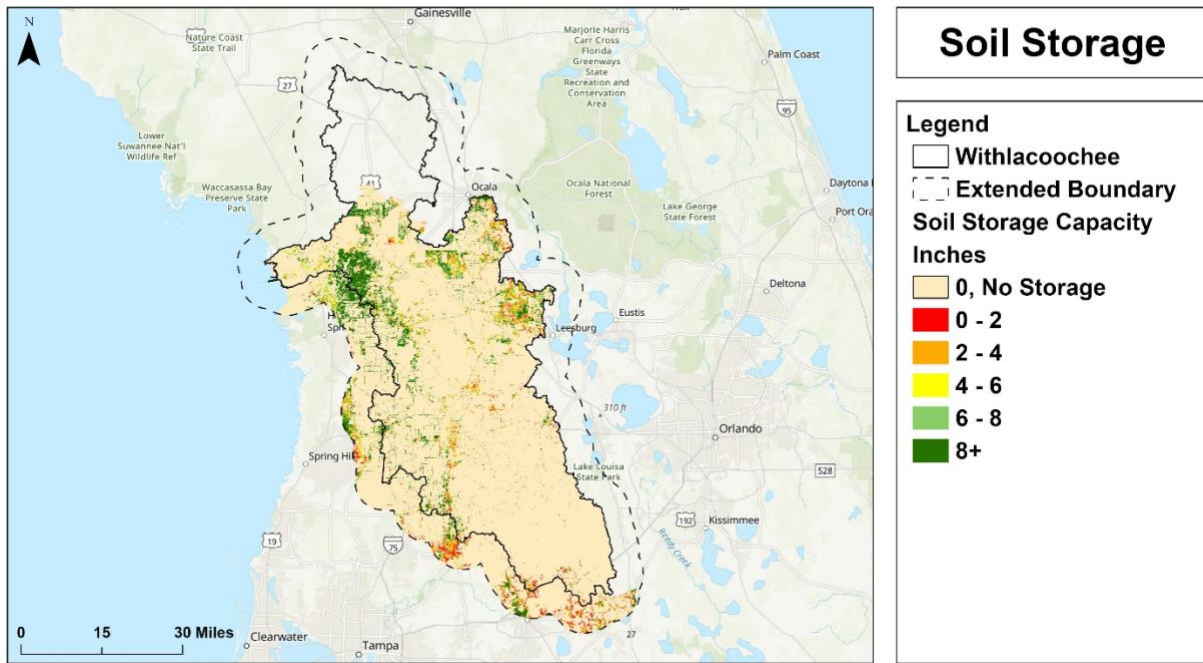 N
Gainesville
Nature Coast
State Trail
27
Marjorie Harris
Carr Cross
Florida
Greenways
State
Recreation and
Conservation
Area
Palm Coast
95
Lower
Suwannee Nat'l
Wildlife Ref
Waccasassa Bay
Preserve State
Park
41
Ocala
Ocala National
Forest
Lake George
State Forest
Daytona
Port Ora
Deltona
Eustis
Leesburg
Spri
310 ft
Orlando
Spring Hill
Lake Louisa
State Park
528
192
Kissimmee
Reedy Creek
19
75
27
0 15 30 Miles
Clearwater
Tampa
Soil Storage
Legend
Withlacoochee
Extended Boundary
Soil Storage Capacity
Inches
0, No Storage
0 - 2
2 - 4
4 - 6
6 - 8
8+